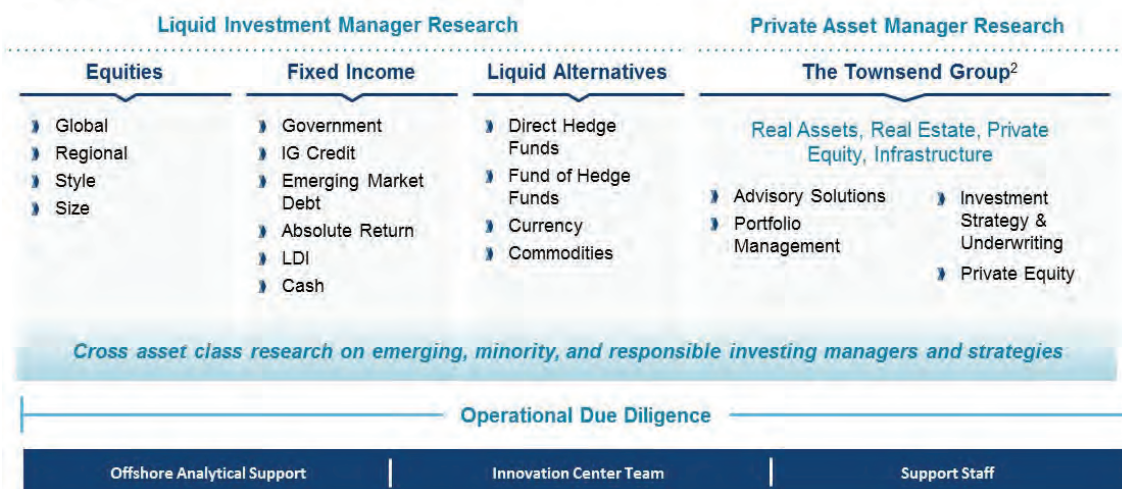 Liquid Investment Manager Research
Private Asset Manager Research
Equities
Global
Regional
Style
Size
Fixed Income
Government
IG Credit
Emerging Market
Debt
Absolute Return
LDI
Cash
Liquid Alternatives
Direct Hedge
Funds
Fund of Hedge
Funds
Currency
Commodities
The Townsend Group2
Real Assets, Real Estate, Private
Equity, Infrastructure
Advisory Solutions
Portfolio
Management
Investment
Strategy &
Underwriting
Private Equity
Cross asset class research on emerging, minority, and responsible investing managers and strategies
Operational Due Diligence
Offshore Analytical Support
Innovation Center Team
Support Staff